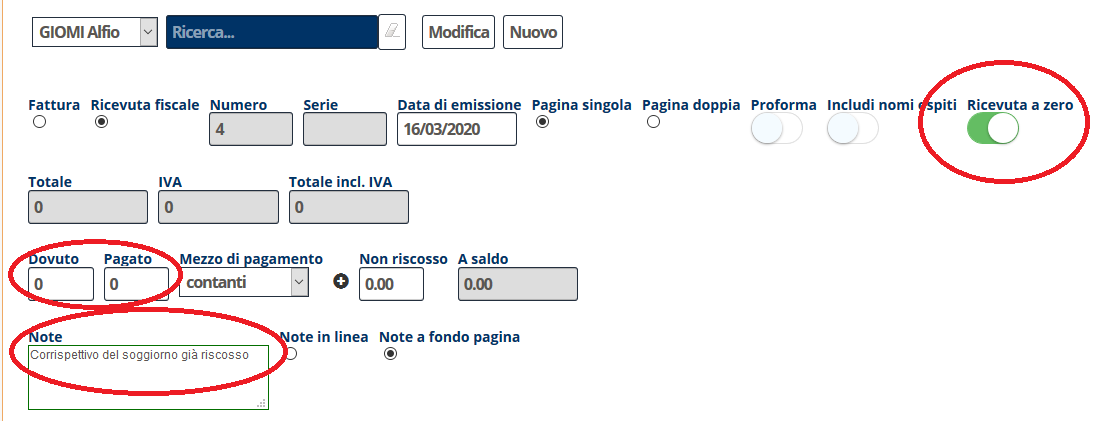 GIOMI Alfio Ricerca... Modifica Nuovo
Fattura Ricevuta fiscale Numero Serie Data di emissione Pagina singola Pagina doppia Proforma Includi nomi ospiti Ricevuta a zero
4 16/03/2020
Totale IVA Totale incl. IVA
0 0 0
Dovuto Pagato Mezzo di pagamento Non riscosso A saldo
0 0 contanti 0.00 0.00
Note Note in linea Note a fondo pagina
Corrispettivo del soggiorno già riscosso